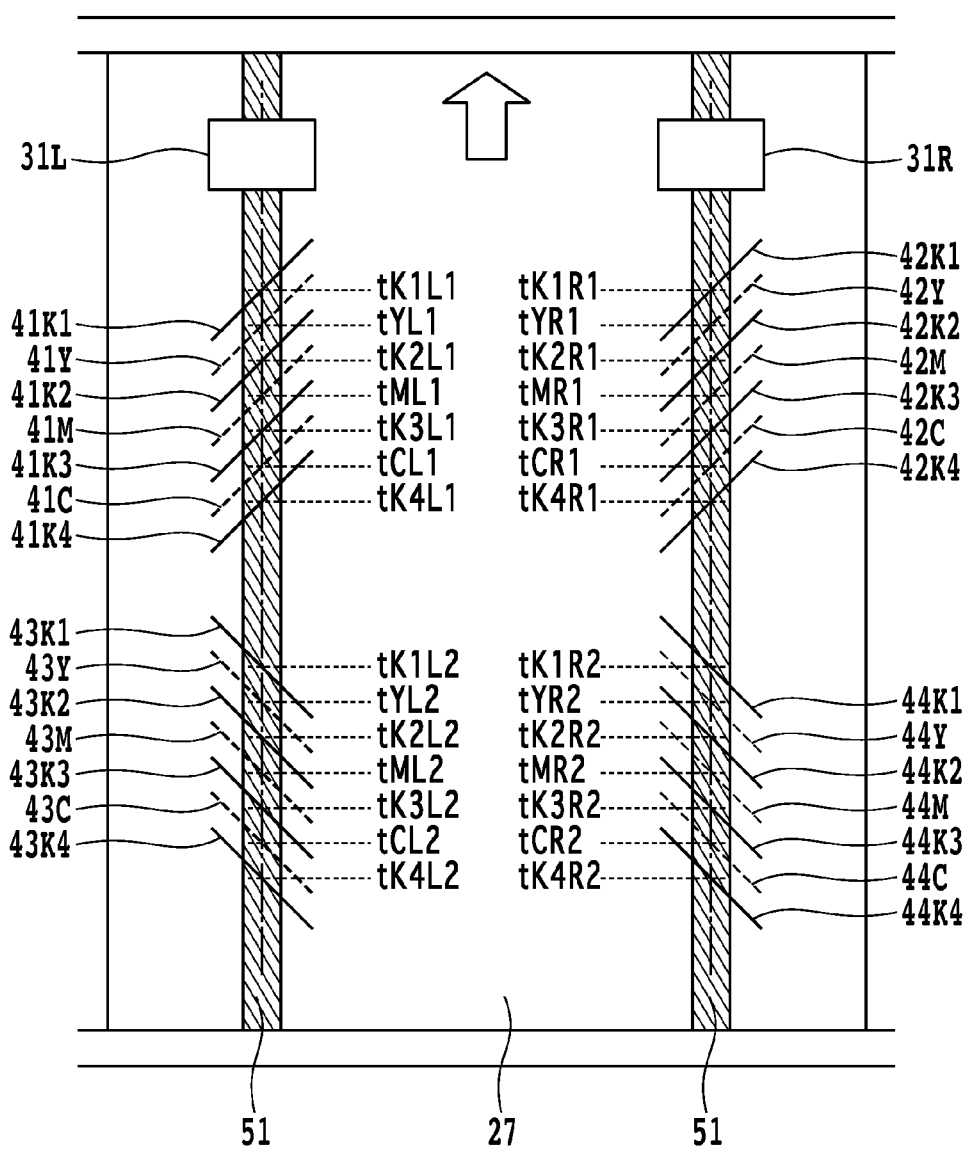 31L 31R
42K1
tK1L1 tK1R1 42Y
41K1 tYL1 tYR1 42K2
41Y tK2L1 tK2R1 42M
41K2 tML1 tMR1 42K3
41M tK3L1 tK3R1 42C
41K3 tCL1 tCR1 42K4
41C tK4L1 tK4R1
41K4
43K1
43Y tK1L2 tK1R2
43K2 tYL2 tYR2 44K1
43M tK2L2 tK2R2 44Y
43K3 tML2 tMR2 44K2
43C tK3L2 tK3R2 44M
43K4 tCL2 tCR2 44K3
tK4L2 tK4R2 44C
44K4
51 27 51